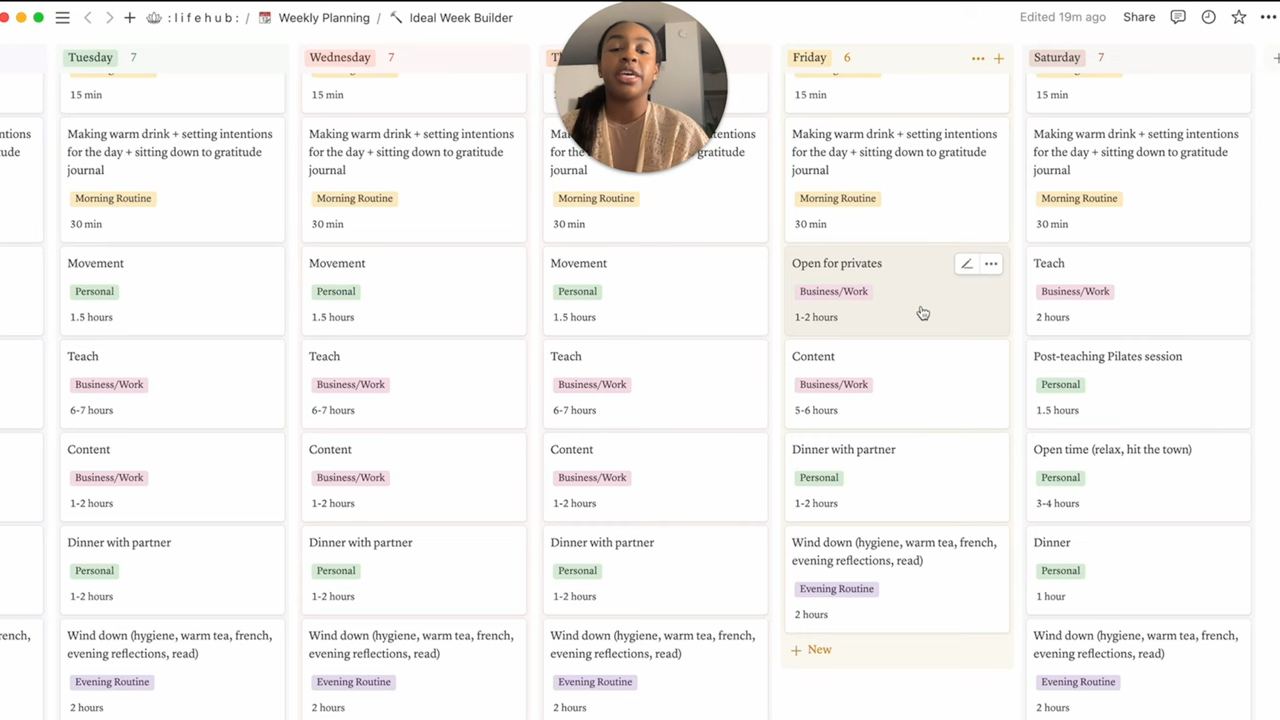 : l i f e h u b : / Weekly Planning / Ideal Week Builder
Edited 19m ago Share
Tuesday 7
15 min
Making warm drink + setting intentions
for the day + sitting down to gratitude
journal
Morning Routine
30 min
Movement
Personal
1.5 hours
Teach
Business/Work
6-7 hours
Content
Business/Work
1-2 hours
Dinner with partner
Personal
1-2 hours
Wind down (hygiene, warm tea, french,
evening reflections, read)
Evening Routine
2 hours
Wednesday 7
15 min
Making warm drink + setting intentions
for the day + sitting down to gratitude
journal
Morning Routine
30 min
Movement
Personal
1.5 hours
Teach
Business/Work
6-7 hours
Content
Business/Work
1-2 hours
Dinner with partner
Personal
1-2 hours
Wind down (hygiene, warm tea, french,
evening reflections, read)
Evening Routine
2 hours
gratitude
journal
Morning Routine
30 min
Movement
Personal
1.5 hours
Teach
Business/Work
6-7 hours
Content
Business/Work
1-2 hours
Dinner with partner
Personal
1-2 hours
Wind down (hygiene, warm tea, french,
evening reflections, read)
Evening Routine
2 hours
Friday 6
15 min
Making warm drink + setting intentions
for the day + sitting down to gratitude
journal
Morning Routine
30 min
Open for privates
Business/Work
1-2 hours
Content
Business/Work
5-6 hours
Dinner with partner
Personal
1-2 hours
Wind down (hygiene, warm tea, french,
evening reflections, read)
Evening Routine
2 hours
+ New
Saturday 7
15 min
Making warm drink + setting intentions
for the day + sitting down to gratitude
journal
Morning Routine
30 min
Teach
Business/Work
2 hours
Post-teaching Pilates session
Personal
1.5 hours
Open time (relax, hit the town)
Personal
3-4 hours
Dinner
Personal
1 hour
Wind down (hygiene, warm tea, french,
evening reflections, read)
Evening Routine
2 hours